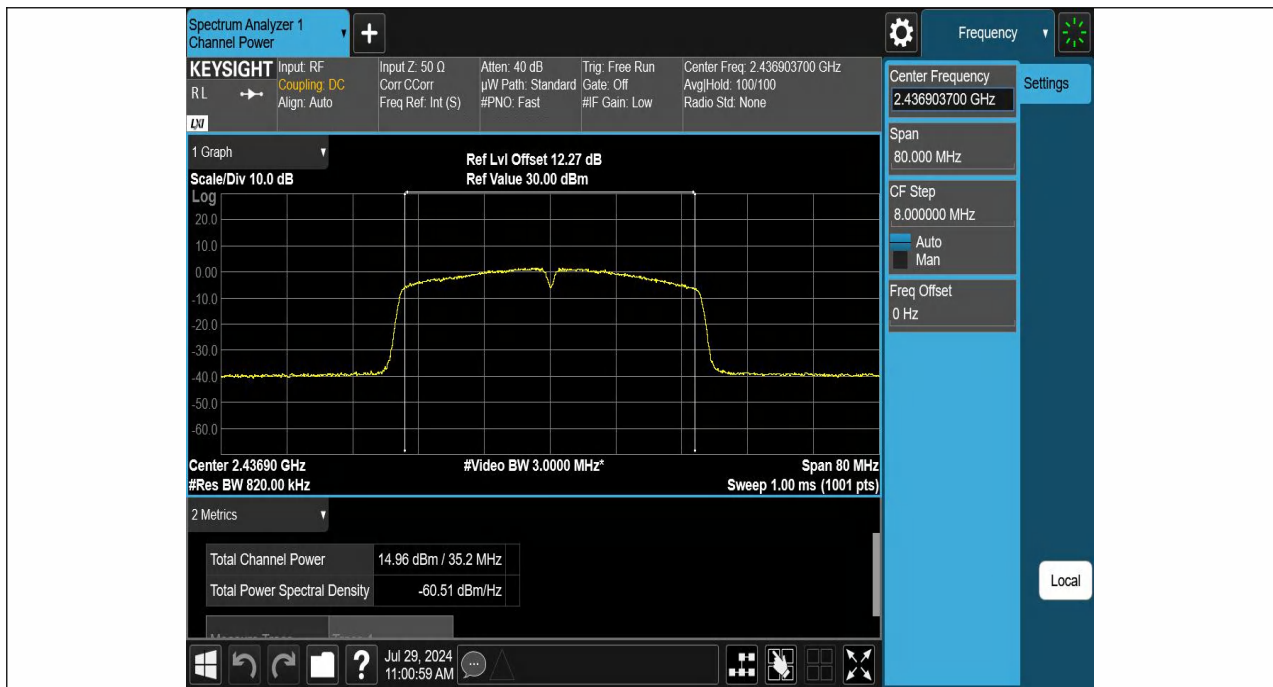 Spectrum Analyzer 1
Channel Power
+
Frequency
KEYSIGHT
RL
LXI
Input: RF
Coupling: DC
Align: Auto
Input Z: 50 Ω
Corr CCorr
Freq Ref: Int (S)
Atten: 40 dB
µW Path: Standard
#PNO: Fast
Trig: Free Run
Gate: Off
#IF Gain: Low
Center Freq: 2.436903700 GHz
Avg|Hold: 100/100
Radio Std: None
Center Frequency
2.436903700 GHz
Settings
Span
80.000 MHz
CF Step
8.000000 MHz
Auto
Man
Freq Offset
0 Hz
Local
1 Graph
Scale/Div 10.0 dB
Ref Lvl Offset 12.27 dB
Ref Value 30.00 dBm
Log
20.0
10.0
0.00
-10.0
-20.0
-30.0
-40.0
-50.0
-60.0
Center 2.43690 GHz
#Video BW 3.0000 MHz*
Span 80 MHz
#Res BW 820.00 kHz
Sweep 1.00 ms (1001 pts)
2 Metrics
Total Channel Power 14.96 dBm / 35.2 MHz
Total Power Spectral Density -60.51 dBm/Hz
?
Jul 29, 2024
11:00:59 AM